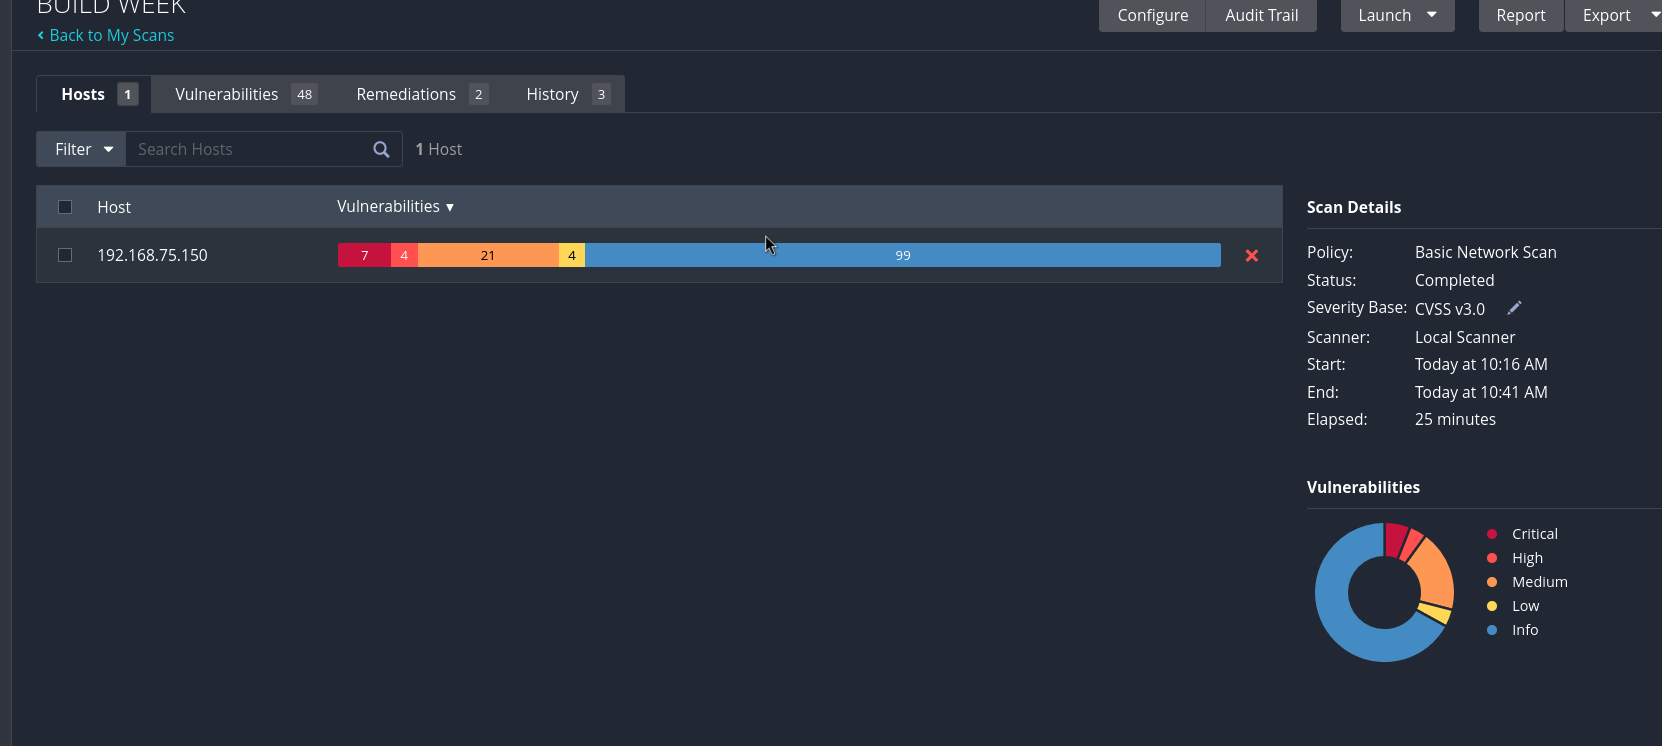 BUILD WEEK
Back to My Scans
Configure Audit Trail Launch Report Export
Hosts 1 Vulnerabilities 48 Remediations 2 History 3
Filter Search Hosts 1 Host
Host Vulnerabilities
192.168.75.150 7 4 21 4 99
Scan Details
Policy: Basic Network Scan
Status: Completed
Severity Base: CVSS v3.0
Scanner: Local Scanner
Start: Today at 10:16 AM
End: Today at 10:41 AM
Elapsed: 25 minutes
Vulnerabilities
Critical
High
Medium
Low
Info